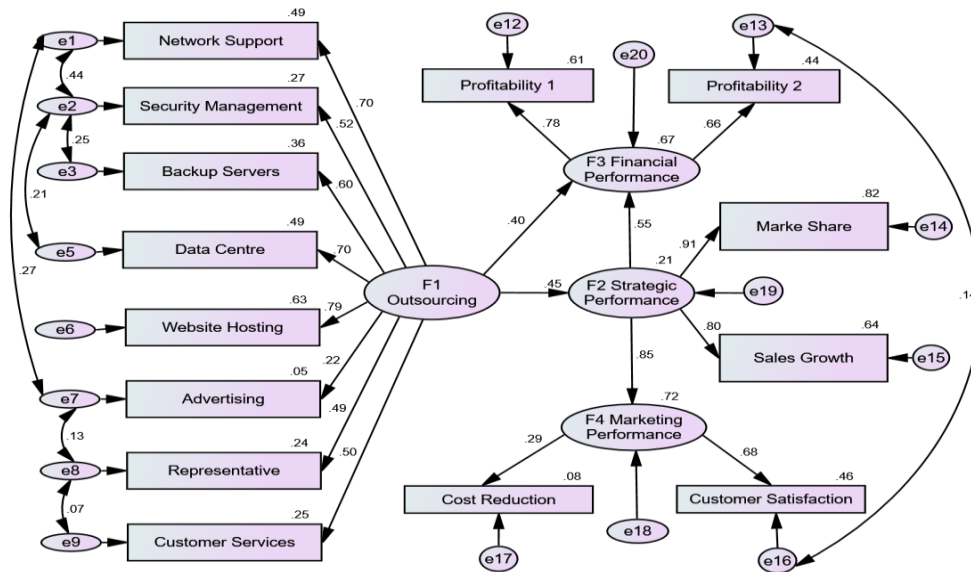 e12
.49
e13
e1
Network Support
e20
.61
.44
Profitability 1
Profitability 2
.44
.27
.70
e2
Security Management
.52
.78
.66
.67
.25
.36
F3 Financial
Performance
e3
Backup Servers
.60
.21
.82
.40
.49
Marke Share
e14
.55
.91
e5
Data Centre
.70
.27
.21
F1
Outsourcing
.45
F2 Strategic
Performance
e19
.63
.79
.14
e6
Website Hosting
.80
.64
.22
.85
Sales Growth
e15
.05
e7
Advertising
.49
.72
.13
F4 Marketing
Performance
.24
.50
.29
.68
e8
Representative
.08
.46
Cost Reduction
Customer Satisfaction
.07
.25
e9
Customer Services
e18
e17
e16